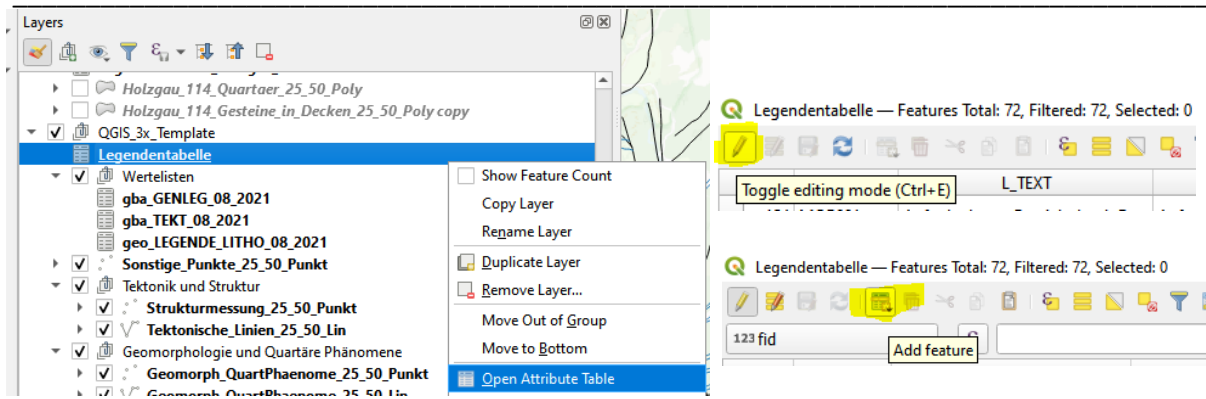 Layers
Holzgau_114_Quartaer_25_50_Poly
Holzgau_114_Gesteine_in_Decken_25_50_Poly copy
QGIS_3x_Template
Legendentabelle
Wertelisten
gba_GENLEG_08_2021
gba_TEKT_08_2021
geo_LEGENDE_LITHO_08_2021
Sonstige_Punkte_25_50_Punkt
Tektonik und Struktur
Strukturmessung_25_50_Punkt
Tektonische_Linien_25_50_Lin
Geomorphologie und Quartäre Phänomene
Geomorph_QuartPhaenome_25_50_Punkt
Geomorph_QuartPhaenome_25_50_Lin
Show Feature Count
Copy Layer
Rename Layer
Duplicate Layer
Remove Layer...
Move Out of Group
Move to Bottom
Open Attribute Table
Legendentabelle — Features Total: 72, Filtered: 72, Selected: 0
Toggle editing mode (Ctrl+E)
L_TEXT
Legendentabelle — Features Total: 72, Filtered: 72, Selected: 0
123 fid
Add feature